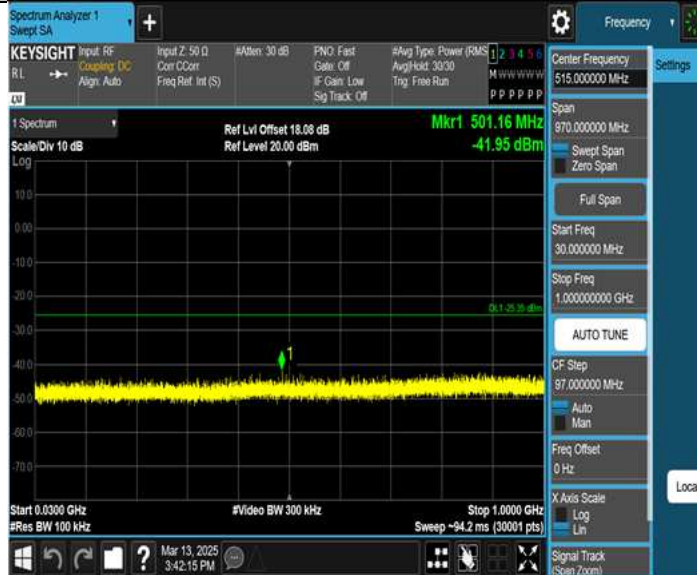 Spectrum Analyzer 1
Swept SA
+
Frequency
KEYSIGHT
RL
Input: RF
Coupling: DC
Align: Auto
Input Z: 50 Ω
Corr CCorr
Freq Ref: Int (S)
#Atten: 30 dB
PNO: Fast
Gate: Off
IF Gain: Low
Sig Track: Off
#Avg Type: Power (RMS
Avg|Hold: 30/30
Trig: Free Run
1 2 3 4 5 6
M W W W W W
P P P P P P
1 Spectrum
Scale/Div 10 dB
Log
Ref Lvl Offset 18.08 dB
Ref Level 20.00 dBm
Mkr1 501.16 MHz
-41.95 dBm
10.0
0.00
-10.0
-20.0
DL1 -25.35 dBm
-30.0
1
-40.0
-50.0
-60.0
-70.0
Start 0.0300 GHz
#Res BW 100 kHz
#Video BW 300 kHz
Stop 1.0000 GHz
Sweep ~94.2 ms (30001 pts)
?
Mar 13, 2025
3:42:15 PM
Center Frequency
515.000000 MHz
Span
970.000000 MHz
Swept Span
Zero Span
Full Span
Start Freq
30.000000 MHz
Stop Freq
1.000000000 GHz
AUTO TUNE
CF Step
97.000000 MHz
Auto
Man
Freq Offset
0 Hz
X Axis Scale
Log
Lin
Signal Track
(Span Zoom)
Settings
Loca